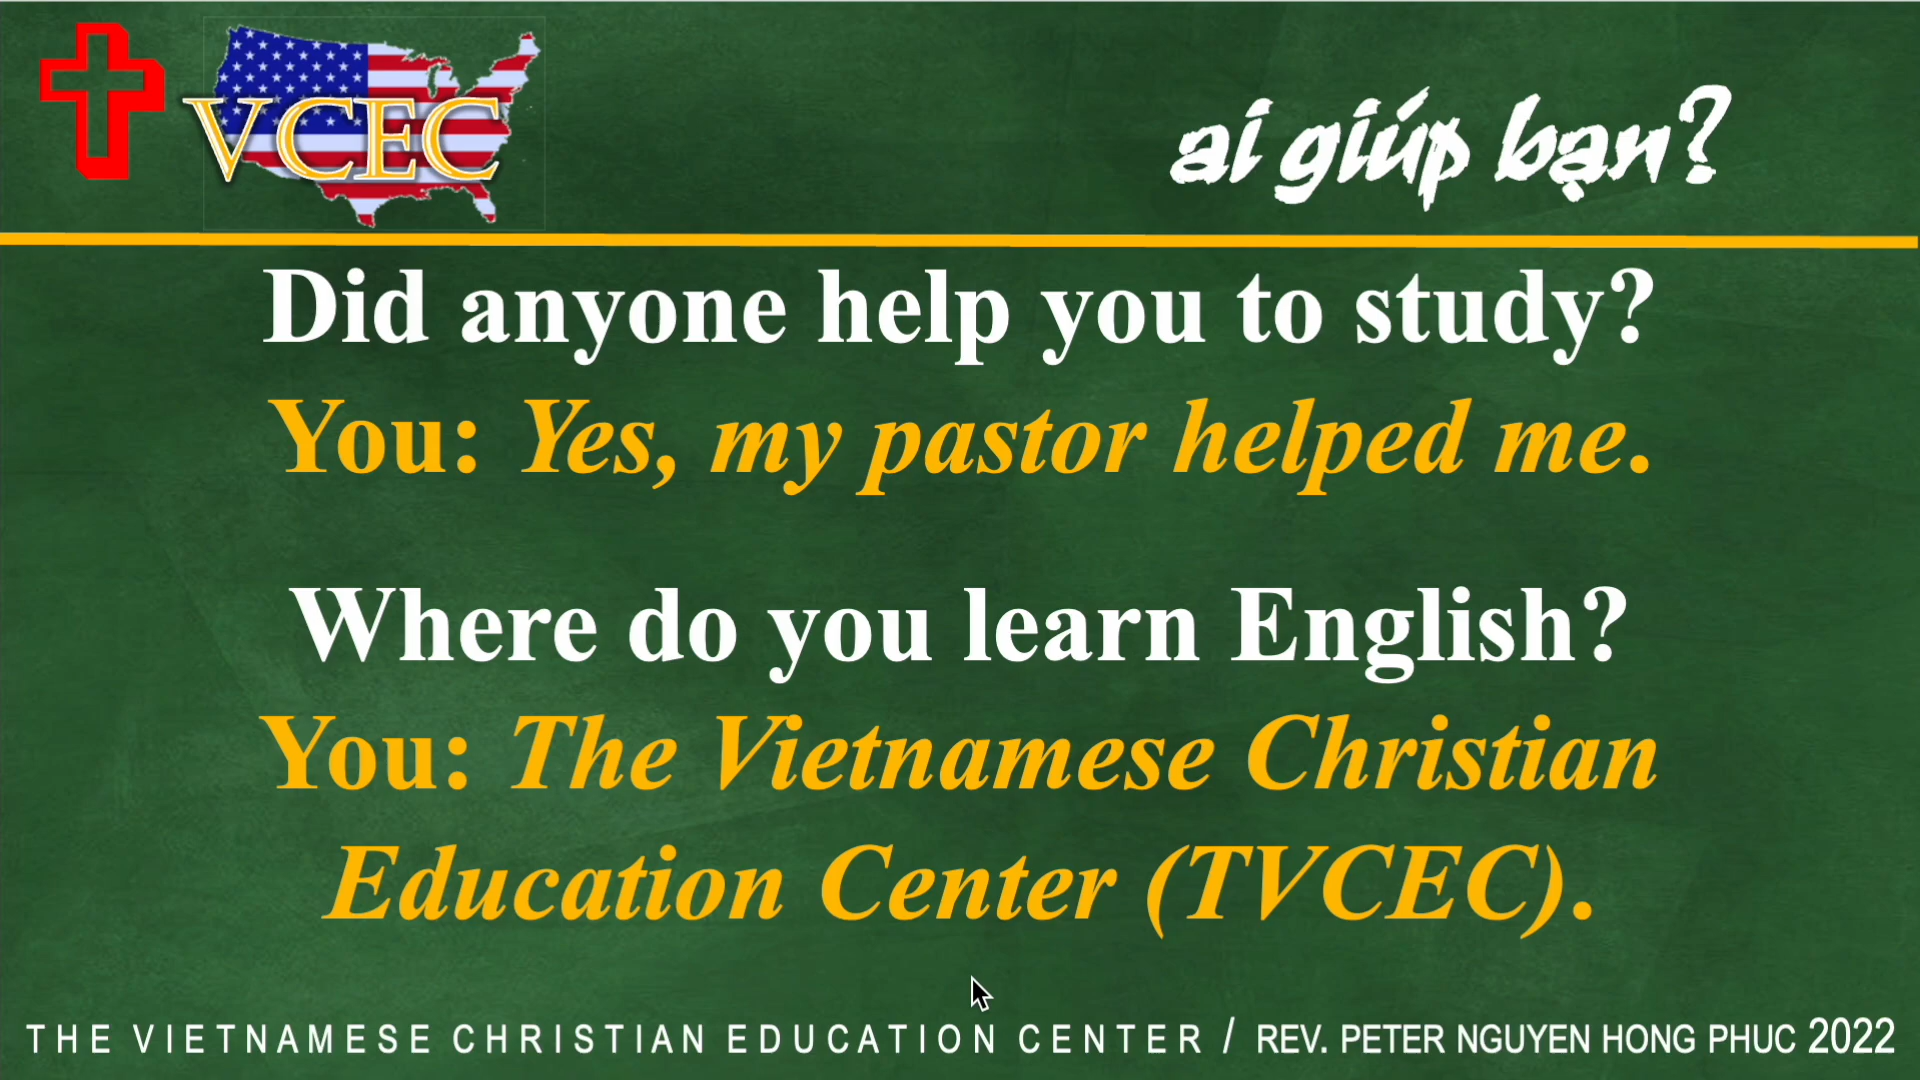 VCEC
ai giúp bạn?
Did anyone help you to study?
You: Yes, my pastor helped me.
Where do you learn English?
You: The Vietnamese Christian
Education Center (TVCEC).
THE VIETNAMESE CHRISTIAN EDUCATION CENTER / REV. PETER NGUYEN HONG PHUC 2022